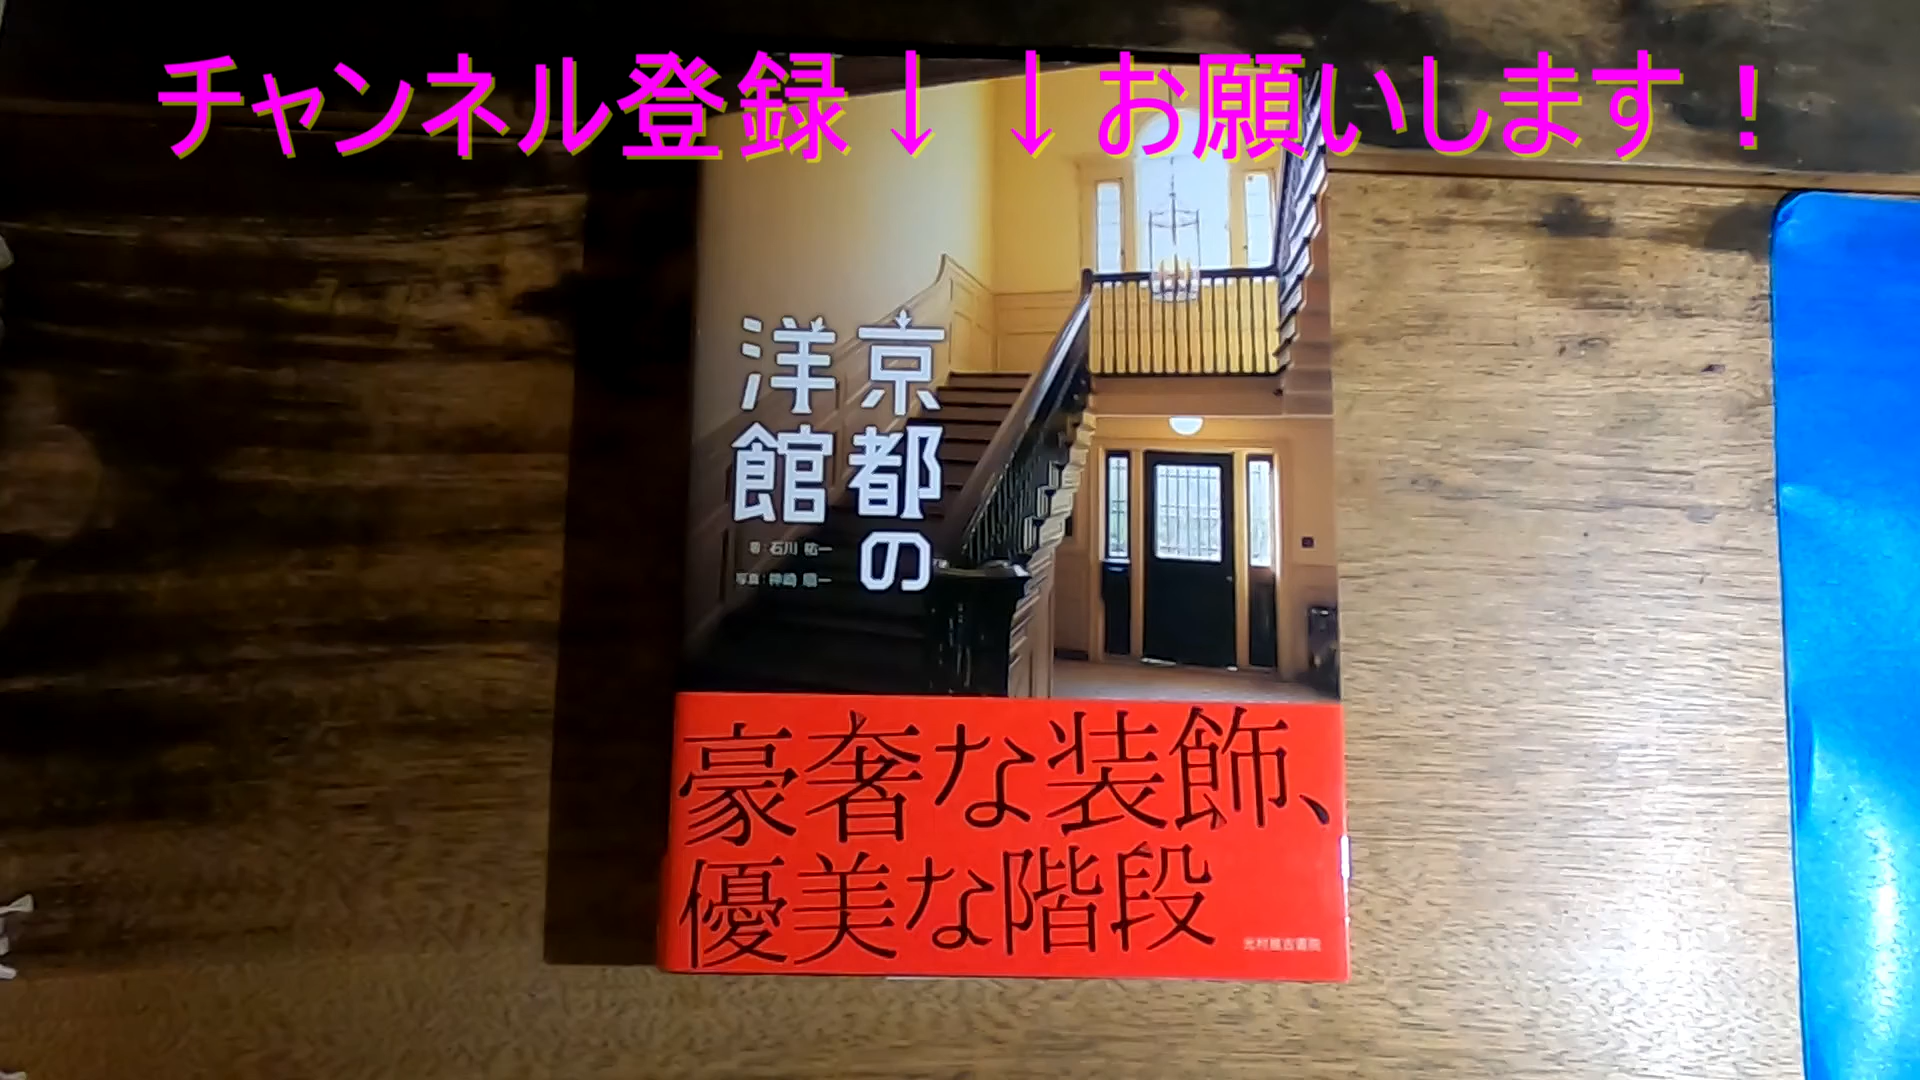 チャンネル登録↓↓お願いします！
京都の
洋館
著：石川 祐一
写真：神崎 順一
豪奢な装飾、
優美な階段
光村推古書院